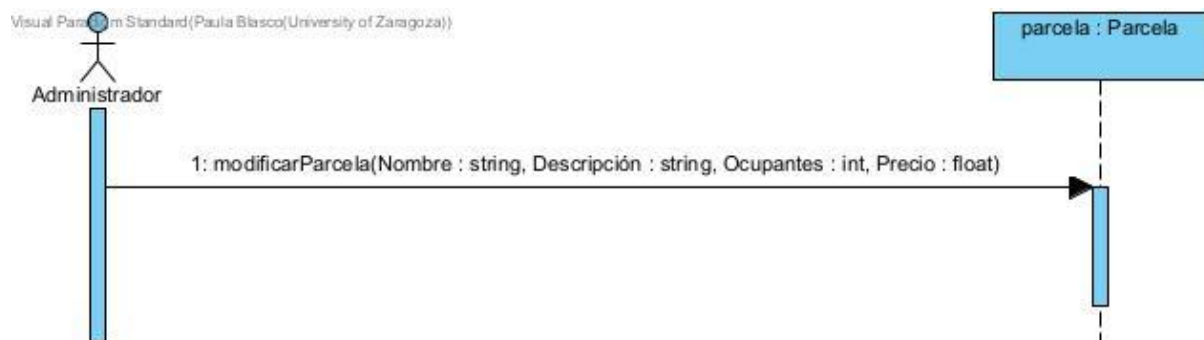 Visual Paradigm Standard(Paula Blasco(University of Zaragoza))
parcela : Parcela
Administrador
1: modificarParcela(Nombre : string, Descripción : string, Ocupantes : int, Precio : float)